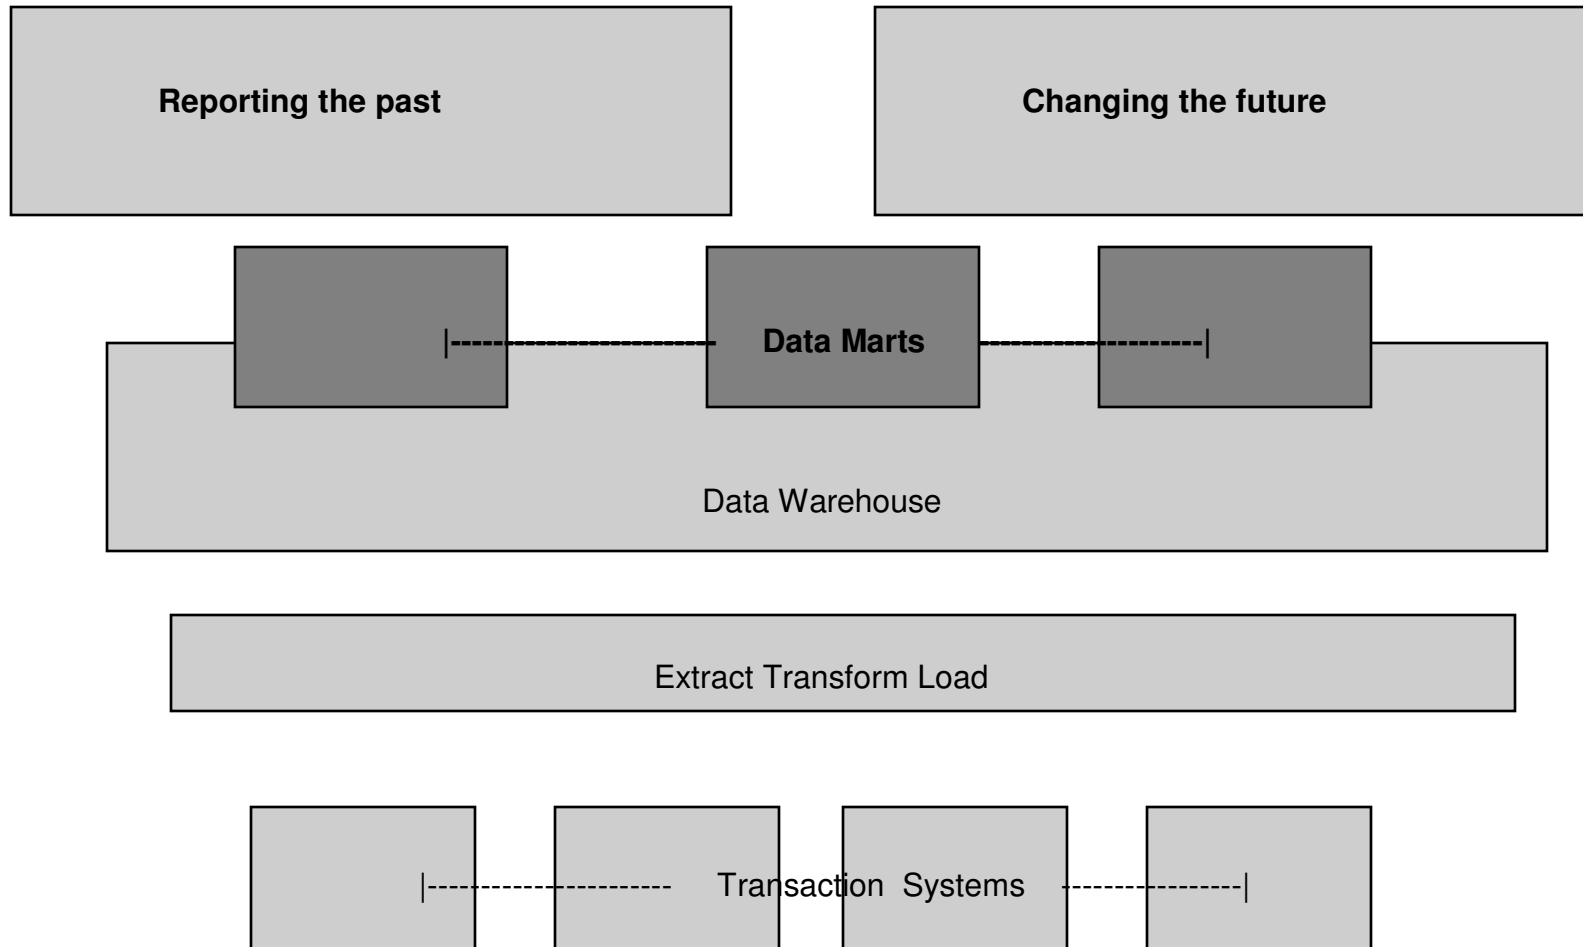 Reporting the past
Changing the future
|--------------------- Data Marts ------------------|
Data Warehouse
Extract Transform Load
|----------------------- Transaction Systems -----------------|